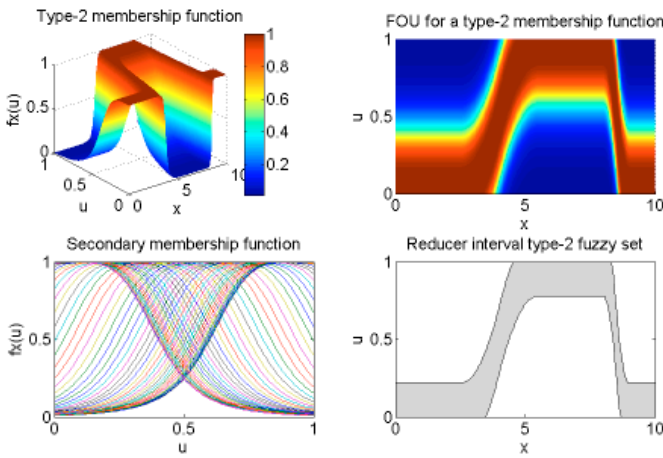 Type-2 membership function
fx(u)
1
0.5
0
1
0.5
0
u
0
5
10
x
1
0.8
0.6
0.4
0.2
FOU for a type-2 membership function
u
1
0.5
0
0
5
10
x
Secondary membership function
fx(u)
1
0.5
0
0
0.5
1
u
Reducer interval type-2 fuzzy set
u
1
0.5
0
0
5
10
x